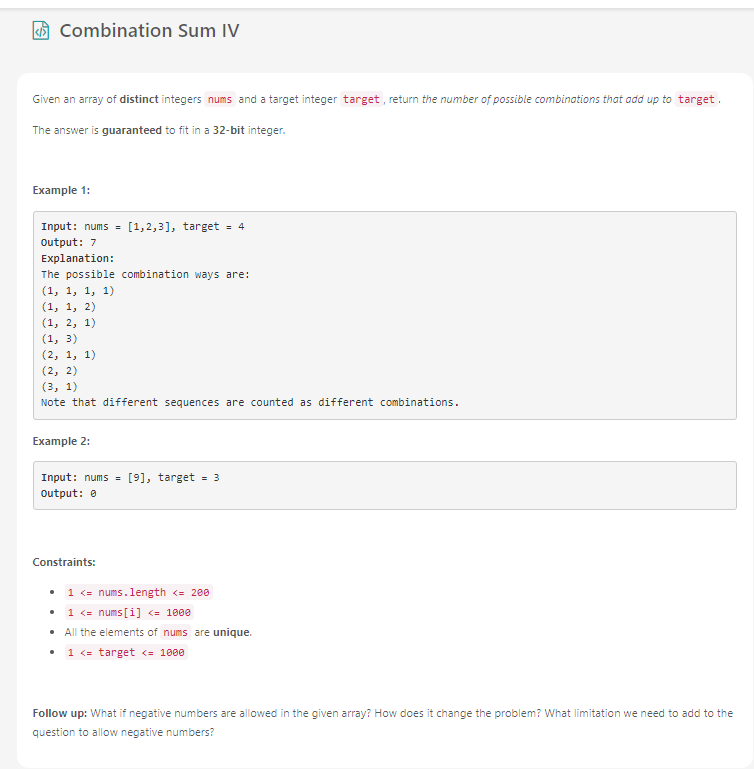 Combination Sum IV
Given an array of distinct integers nums and a target integer target, return the number of possible combinations that add up to target.
The answer is guaranteed to fit in a 32-bit integer.
Example 1:
Input: nums = [1,2,3], target = 4
Output: 7
Explanation:
The possible combination ways are:
(1, 1, 1, 1)
(1, 1, 2)
(1, 2, 1)
(1, 3)
(2, 1, 1)
(2, 2)
(3, 1)
Note that different sequences are counted as different combinations.
Example 2:
Input: nums = [9], target = 3
Output: 0
Constraints:
• 1 <= nums.length <= 200
• 1 <= nums[i] <= 1000
• All the elements of nums are unique.
• 1 <= target <= 1000
Follow up: What if negative numbers are allowed in the given array? How does it change the problem? What limitation we need to add to the
question to allow negative numbers?